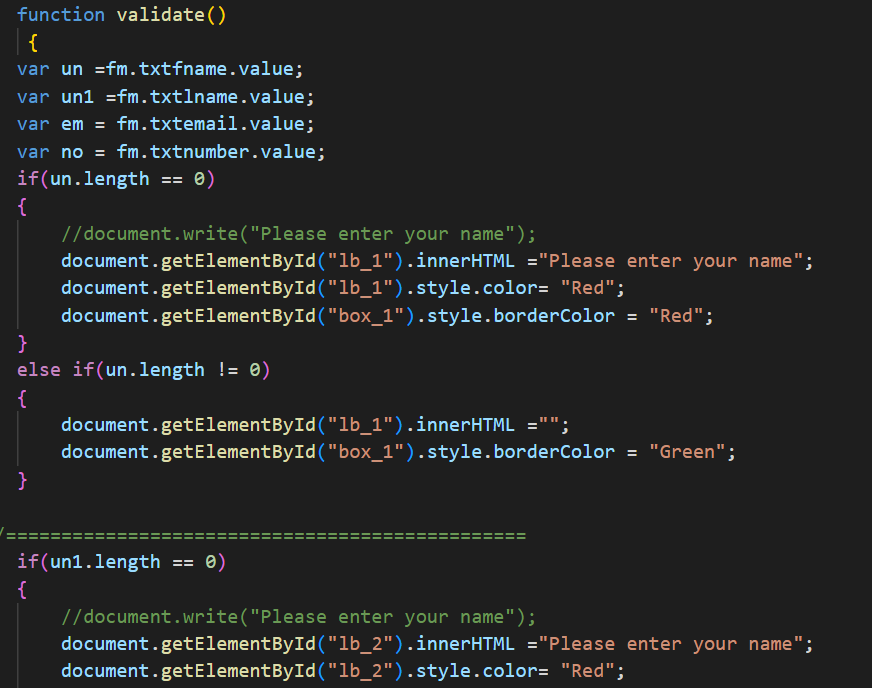 function validate()
{
var un =fm.txtfname.value;
var un1 =fm.txtlname.value;
var em = fm.txtemail.value;
var no = fm.txtnumber.value;
if(un.length == 0)
{
//document.write("Please enter your name");
document.getElementById("lb_1").innerHTML ="Please enter your name";
document.getElementById("lb_1").style.color= "Red";
document.getElementById("box_1").style.borderColor = "Red";
}
else if(un.length != 0)
{
document.getElementById("lb_1").innerHTML ="";
document.getElementById("box_1").style.borderColor = "Green";
}
/===============================================
if(un1.length == 0)
{
//document.write("Please enter your name");
document.getElementById("lb_2").innerHTML ="Please enter your name";
document.getElementById("lb_2").style.color= "Red";